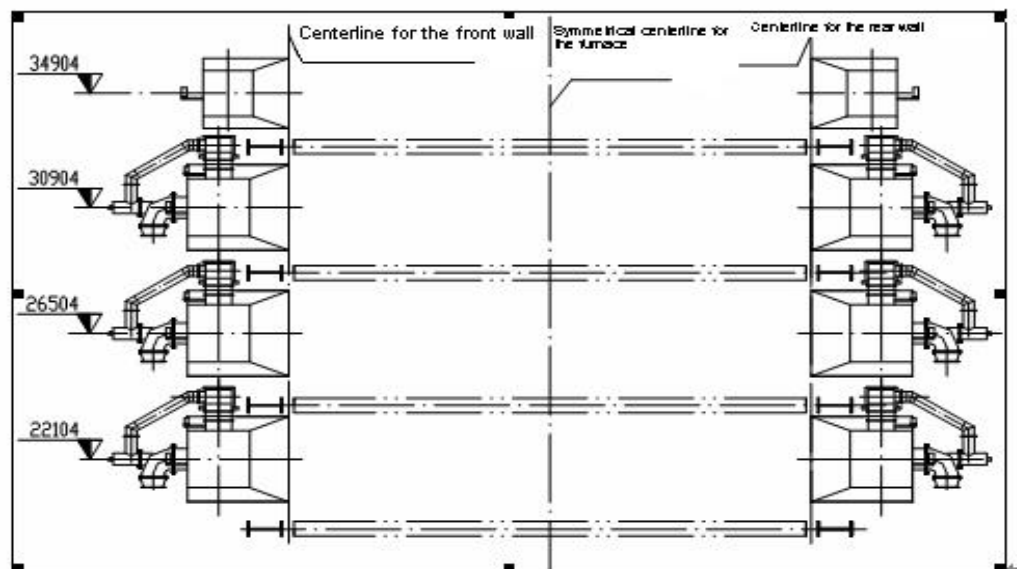 Centerline for the front wall
Symmetrical centerline for
the furnace
Centerline for the rear wall
34904
30904
26504
22104